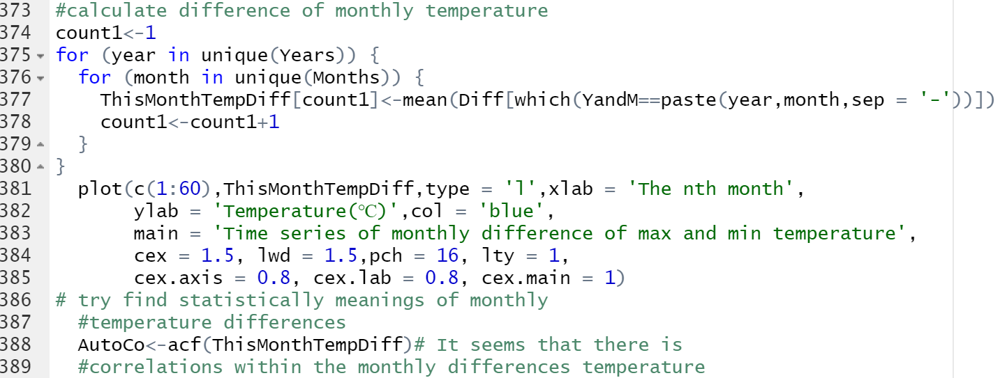 373 #calculate difference of monthly temperature
374 count1<-1
375 for (year in unique(Years)) {
376 for (month in unique(Months)) {
377 ThisMonthTempDiff[count1]<-mean(Diff[which(YandM==paste(year,month,sep = '-'))])
378 count1<-count1+1
379 }
380 }
381 plot(c(1:60),ThisMonthTempDiff,type = 'l',xlab = 'The nth month',
382 ylab = 'Temperature(℃)',col = 'blue',
383 main = 'Time series of monthly difference of max and min temperature',
384 cex = 1.5, lwd = 1.5,pch = 16, lty = 1,
385 cex.axis = 0.8, cex.lab = 0.8, cex.main = 1)
386 # try find statistically meanings of monthly
387 #temperature differences
388 AutoCo<-acf(ThisMonthTempDiff)# It seems that there is
389 #correlations within the monthly differences temperature